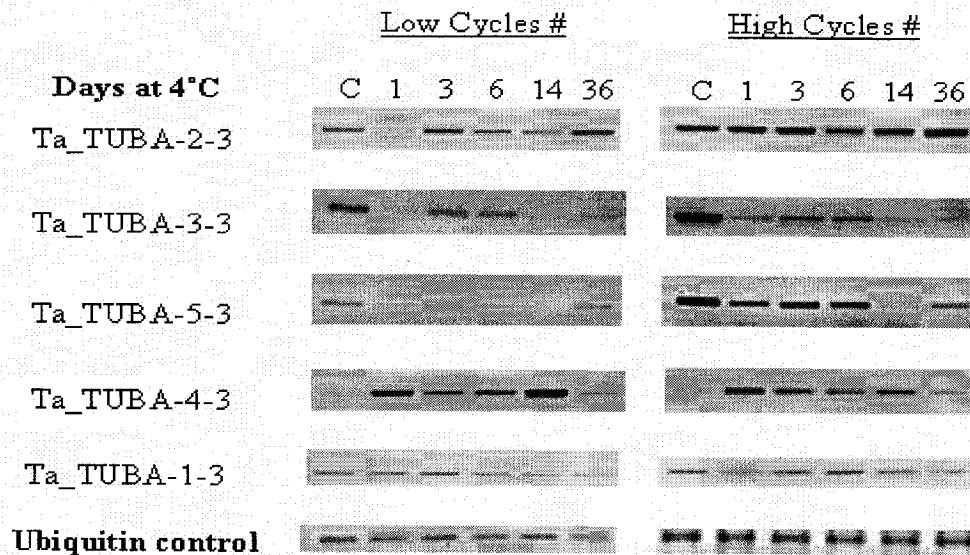 Low Cycles # High Cycles #
Days at 4°C C 1 3 6 14 36 C 1 3 6 14 36
Ta_TUBA-2-3
Ta_TUBA-3-3
Ta_TUBA-5-3
Ta_TUBA-4-3
Ta_TUBA-1-3
Ubiquitin control